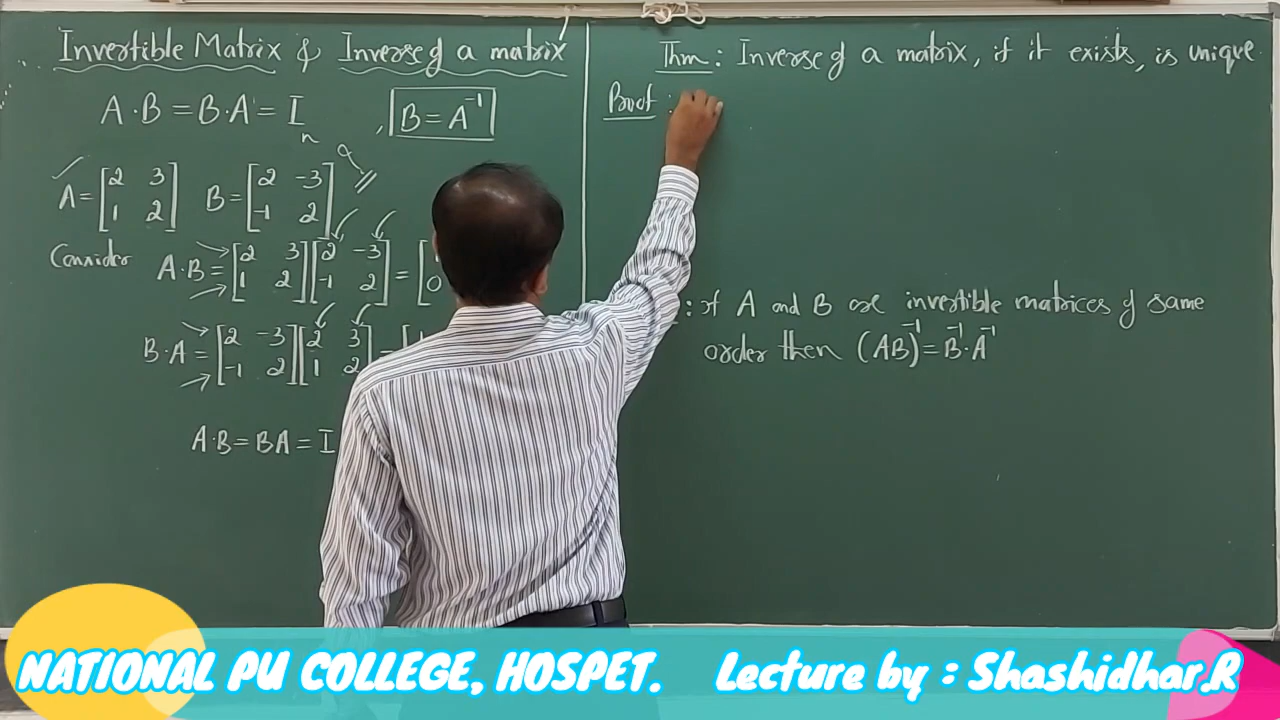 Invertible Matrix & Inverse of a matrix
A·B = B·A = Iₙ , B = A⁻¹
A = [2 3; 1 2] B = [2 -3; -1 2]
Consider A·B = [2 3; 1 2] [2 -3; -1 2] = [
0
B·A = [2 -3; -1 2] [2 3; 1 2] = [
A·B = BA = I
Thm : Inverse of a matrix, if it exists, is unique
Proof :
: If A and B are invertible matrices of same
order then (AB)⁻¹ = B⁻¹·A⁻¹
NATIONAL PU COLLEGE, HOSPET. Lecture by : Shashidhar.R